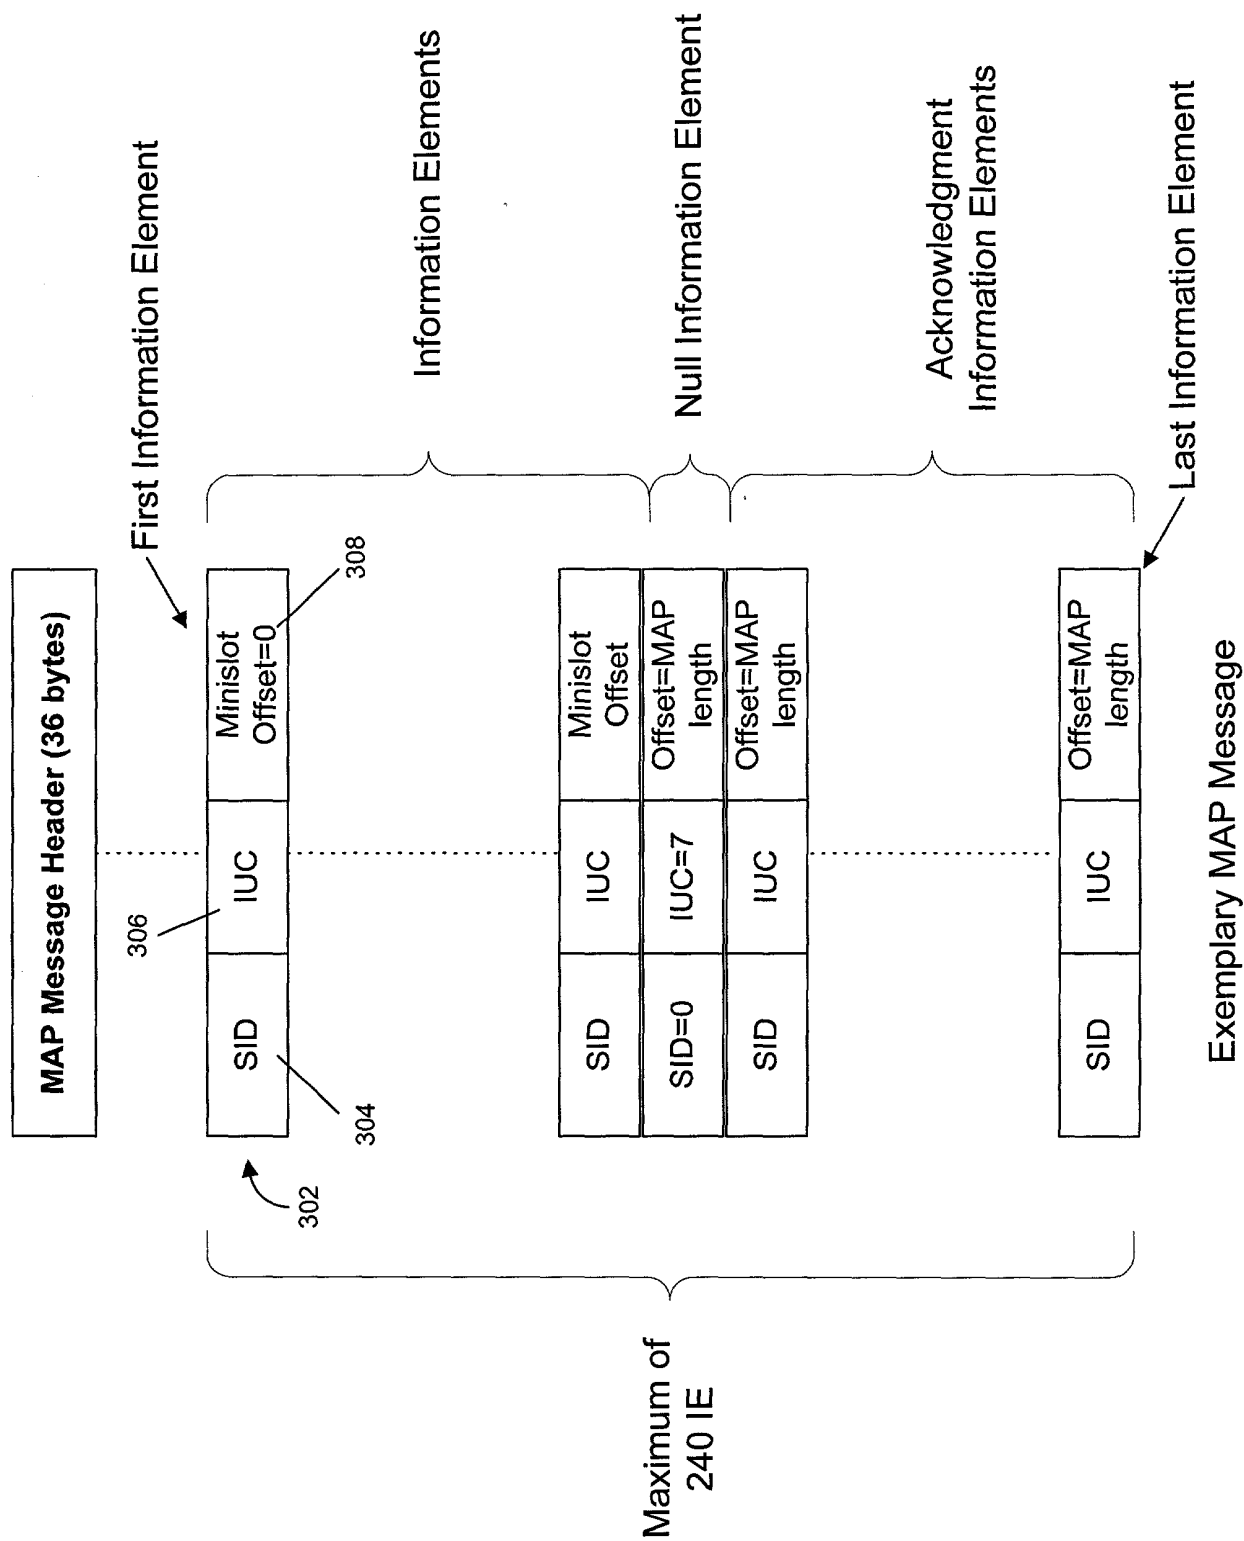 MAP Message Header (36 bytes)
First Information Element
306
SID
IUC
Minislot
Offset=0
302
304
308
Information Elements
SID
IUC
Minislot
Offset
Maximum of
240 IE
SID=0
IUC=7
Offset=MAP
length
Null Information Element
SID
IUC
Offset=MAP
length
Acknowledgment
Information Elements
SID
IUC
Offset=MAP
length
Last Information Element
Exemplary MAP Message